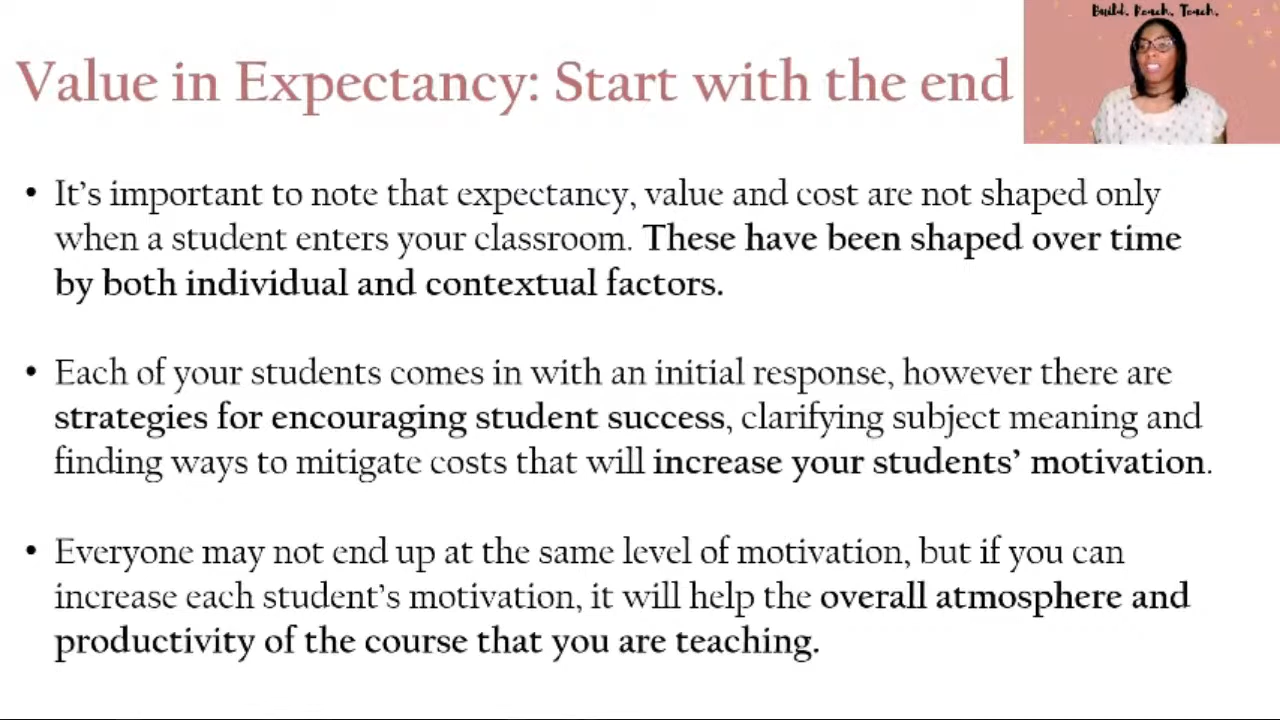 Build. Reach. Teach.
Value in Expectancy: Start with the end
• It's important to note that expectancy, value and cost are not shaped only
when a student enters your classroom. These have been shaped over time
by both individual and contextual factors.
• Each of your students comes in with an initial response, however there are
strategies for encouraging student success, clarifying subject meaning and
finding ways to mitigate costs that will increase your students' motivation.
• Everyone may not end up at the same level of motivation, but if you can
increase each student's motivation, it will help the overall atmosphere and
productivity of the course that you are teaching.